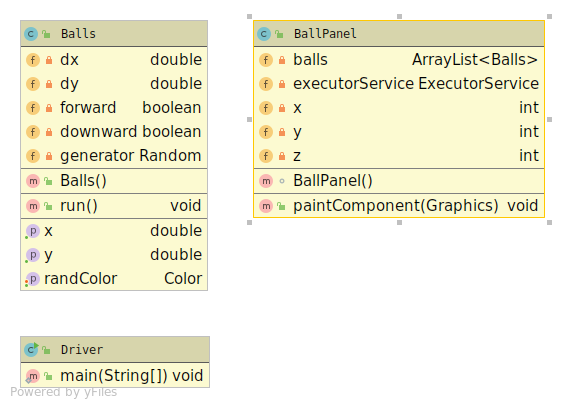 Balls
dx double
dy double
forward boolean
downward boolean
generator Random
Balls()
run() void
x double
y double
randColor Color
BallPanel
balls ArrayList<Balls>
executorService ExecutorService
x int
y int
z int
BallPanel()
paintComponent(Graphics) void
Driver
main(String[]) void
Powered by yFiles